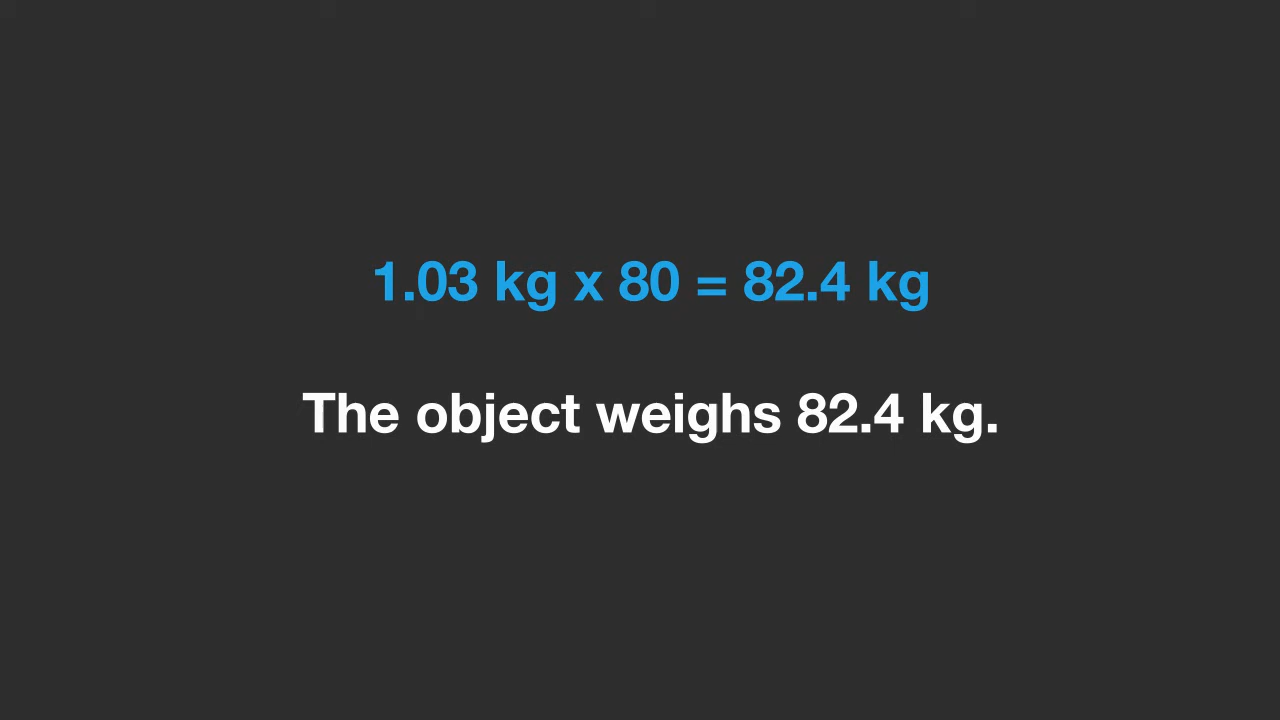 1.03 kg x 80 = 82.4 kg
The object weighs 82.4 kg.